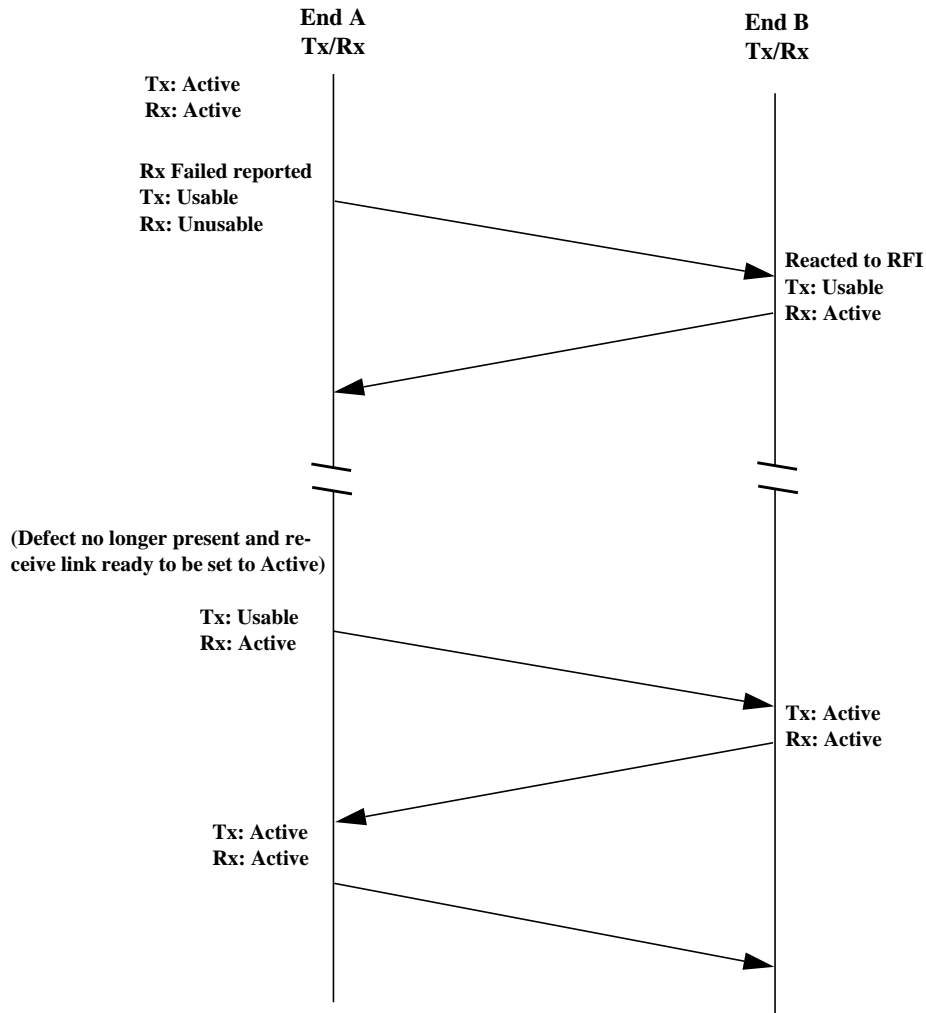 End A
Tx/Rx
End B
Tx/Rx
Tx: Active
Rx: Active
Rx Failed reported
Tx: Usable
Rx: Unusable
Reacted to RFI
Tx: Usable
Rx: Active
(Defect no longer present and re-
ceive link ready to be set to Active)
Tx: Usable
Rx: Active
Tx: Active
Rx: Active
Tx: Active
Rx: Active